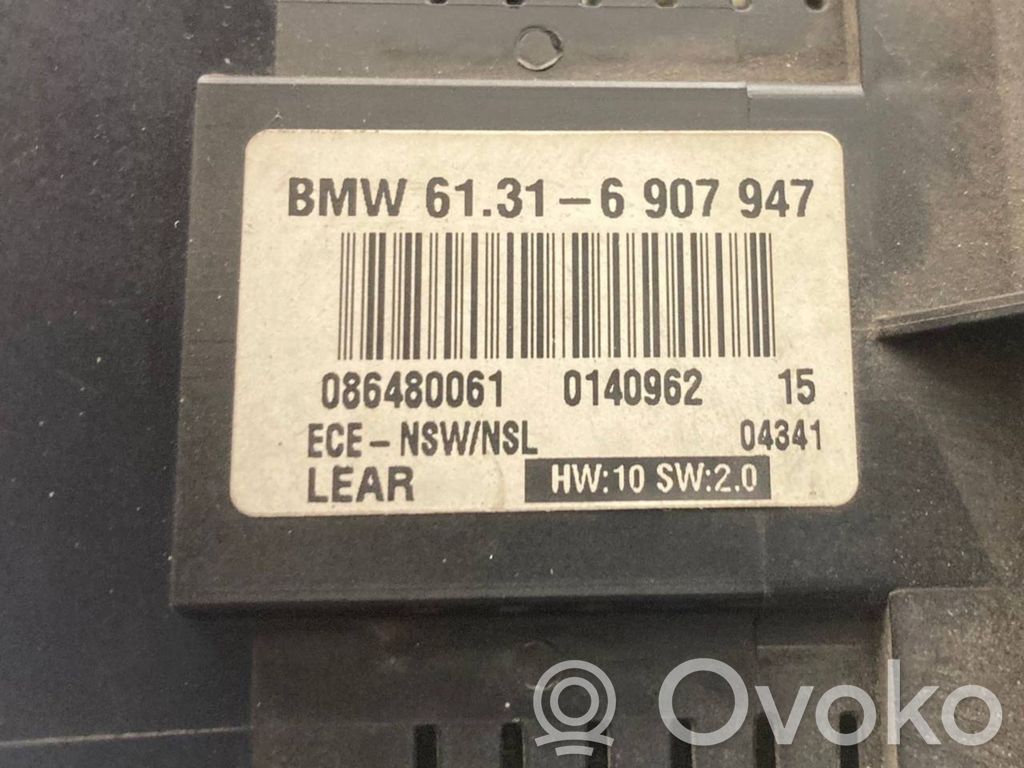 BMW 61.31-6 907 947
086480061 0140962 15
ECE-NSW/NSL 04341
LEAR HW:10 SW:2.0
Ovoko